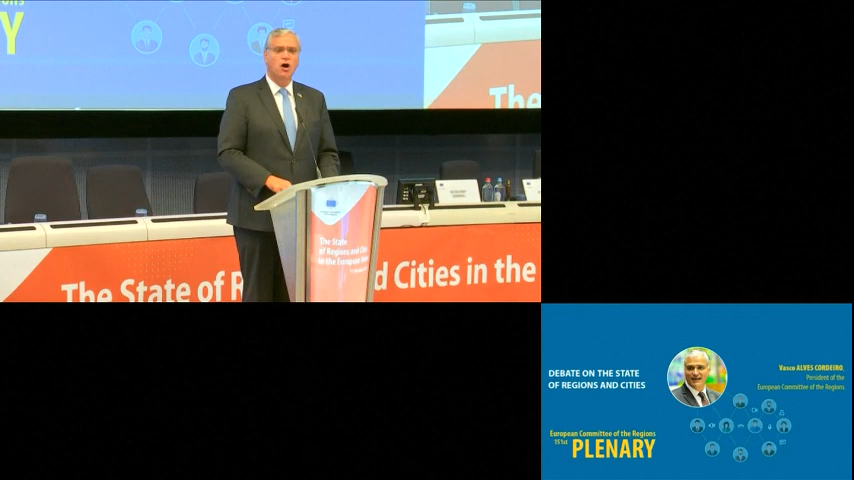 Y
The
The State
of Regions and Cities
in the European Union
The State of R
d Cities in the
DEBATE ON THE STATE
OF REGIONS AND CITIES
Vasco ALVES CORDEIRO,
President of the
European Committee of the Regions
European Committee of the Regions
151st PLENARY